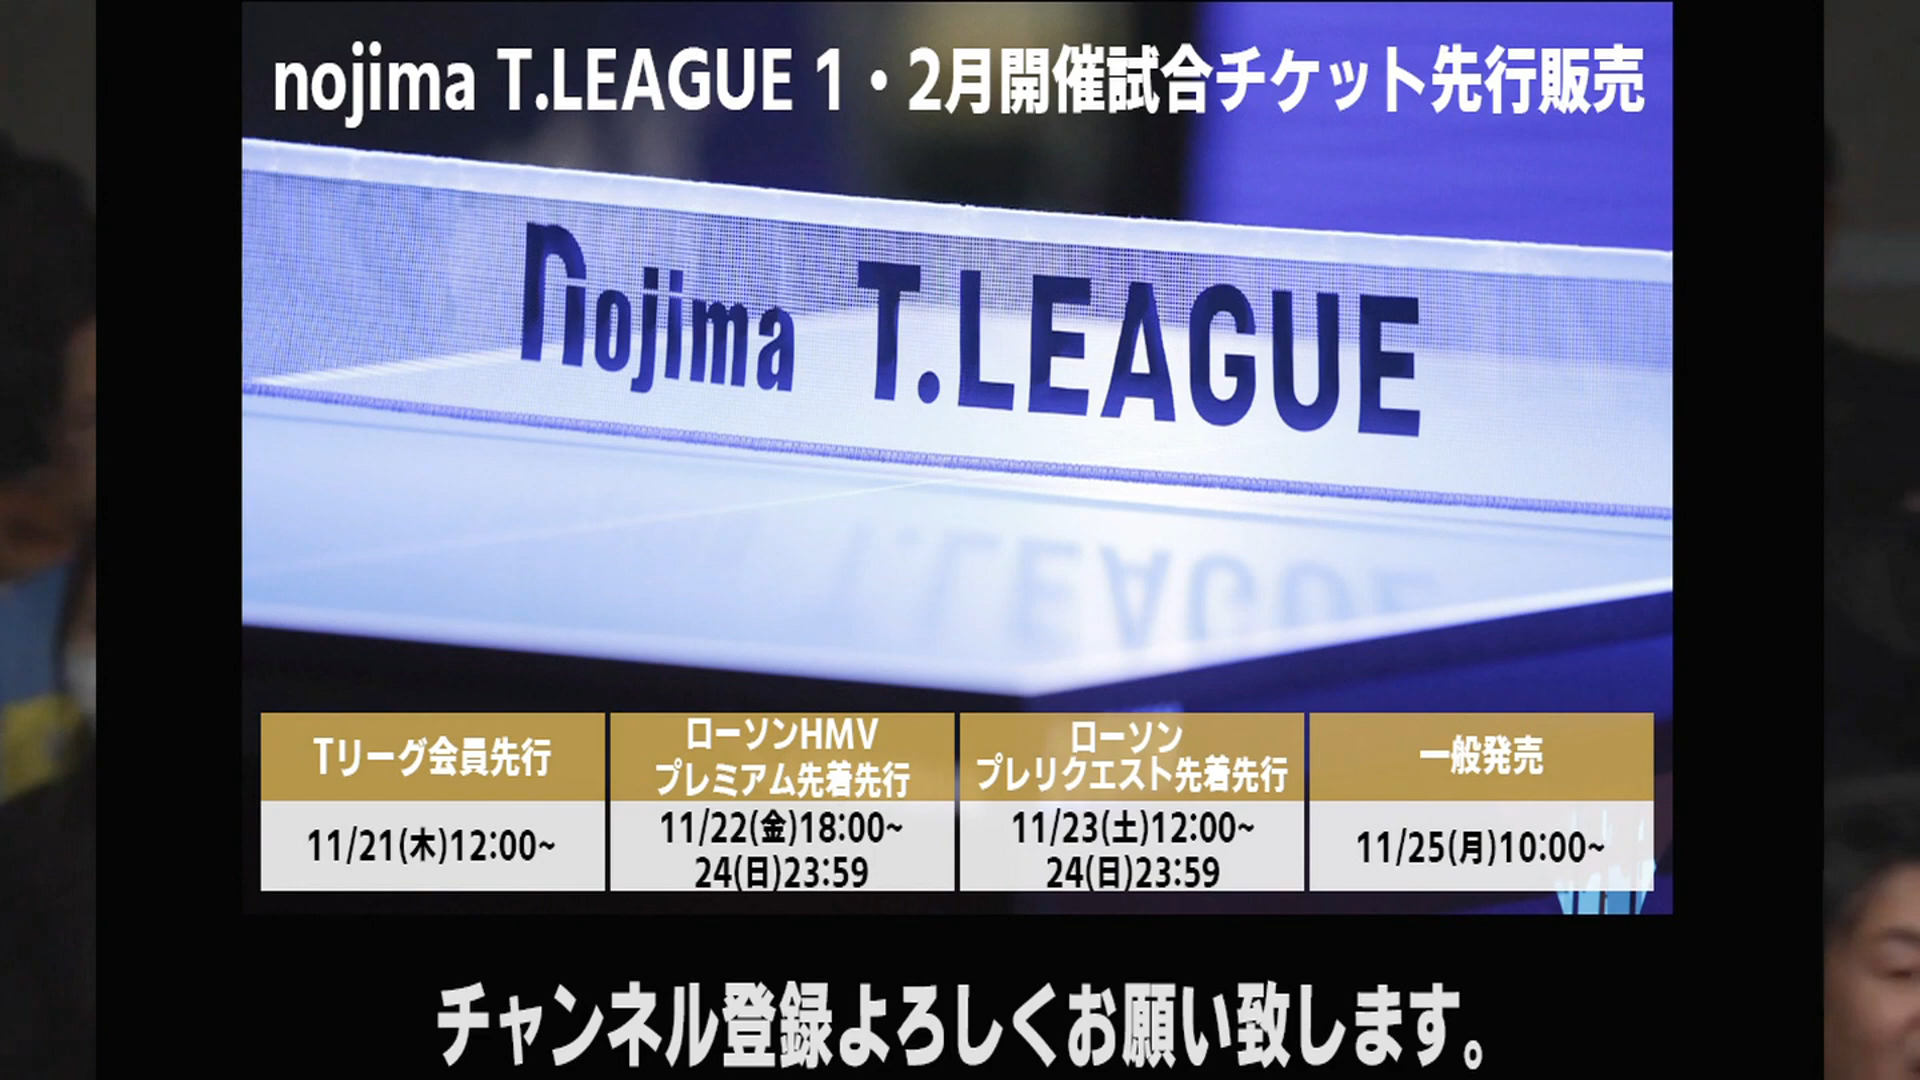 nojima T.LEAGUE 1・2月開催試合チケット先行販売
nojima T.LEAGUE
T.LEAGUE
Tリーグ会員先行
11/21(木)12:00~
ローソンHMV
プレミアム先着先行
11/22(金)18:00~
24(日)23:59
ローソン
プレリクエスト先着先行
11/23(土)12:00~
24(日)23:59
一般発売
11/25(月)10:00~
チャンネル登録よろしくお願い致します。